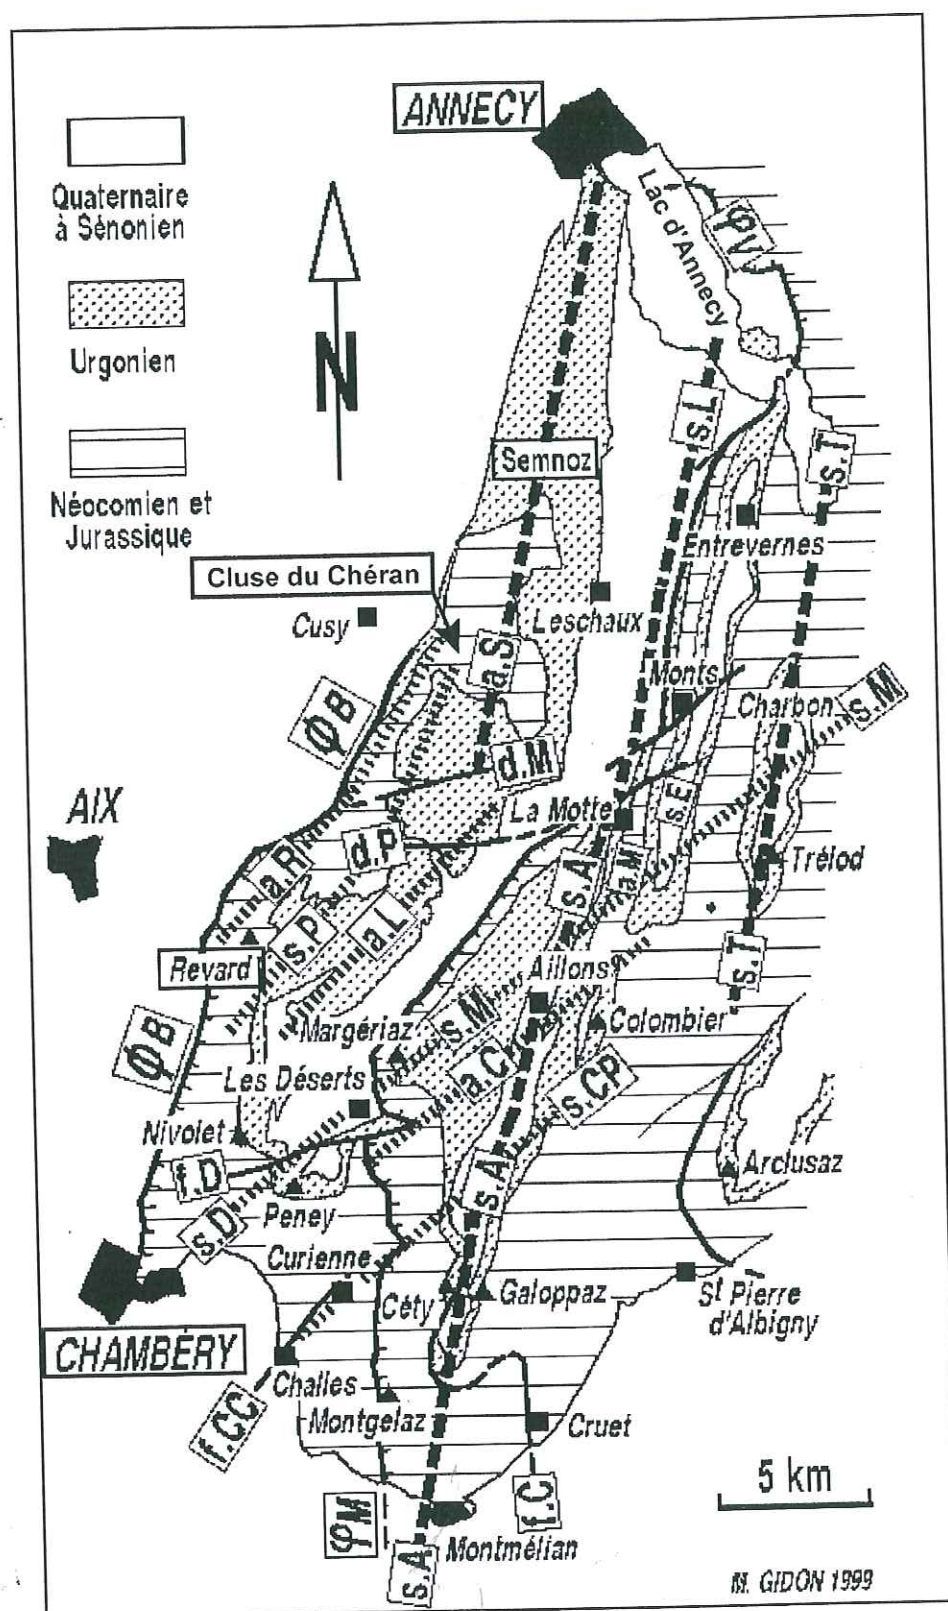 ANNECY
Quaternaire
à Sénonien
Urgonien
Néocomien et
Jurassique
N
Lac d'Annecy
φV
s.L
s.T
Semnoz
Entrevernes
Cluse du Chéran
Cusy
Leschaux
a.S
Monts
ϕB
Charbon
s.M
d.M
AIX
La Motte
s.E
d.P
a.R
s.A
a.M
Trélod
s.P
a.L
Revard
Aillons
s.T
Margériaz
s.M
Colombier
ϕB
Les Déserts
a.C
s.CP
Nivolet
f.D
s.A
Arclusaz
s.D
Peney
Curienne
Céty
Galoppaz
St Pierre
d'Albigny
CHAMBÉRY
Challes
Montgelaz
Cruet
f.CC
5 km
φM
f.C
s.A
Montmélian
M. GIDON 1999